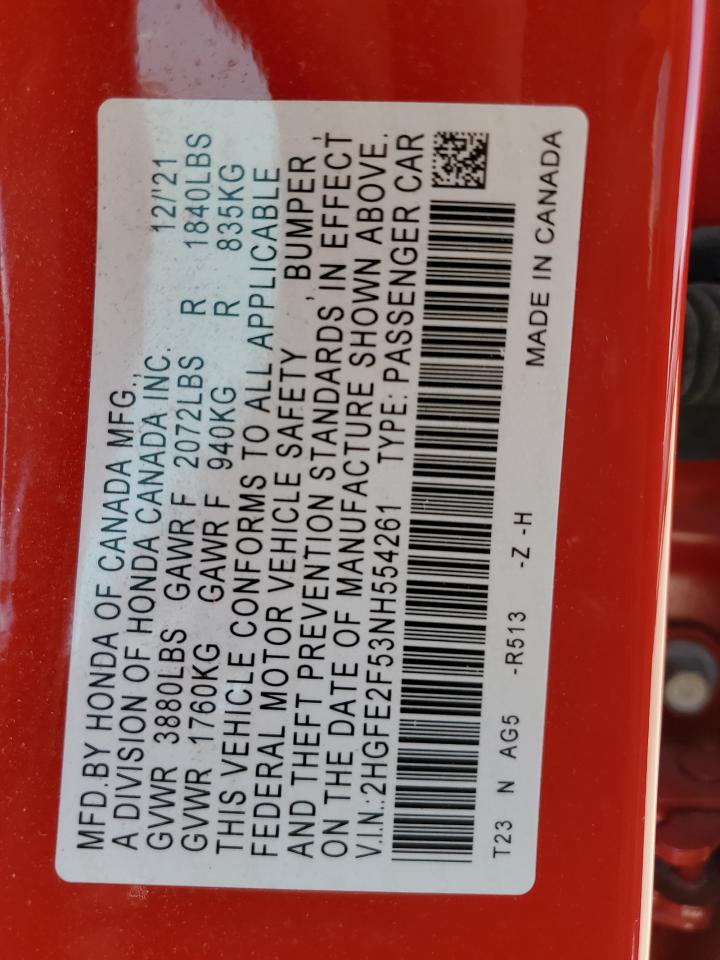 MFD.BY HONDA OF CANADA MFG.,
12/'21
A DIVISION OF HONDA CANADA INC.
GVWR 3880LBS GAWR F 2072LBS R 1840LBS
GVWR 1760KG GAWR F 940KG R 835KG
THIS VEHICLE CONFORMS TO ALL APPLICABLE
FEDERAL MOTOR VEHICLE SAFETY , BUMPER ,
AND THEFT PREVENTION STANDARDS IN EFFECT
ON THE DATE OF MANUFACTURE SHOWN ABOVE.
V.I.N.:2HGFE2F53NH554261 TYPE: PASSENGER CAR
T23 N AG5 -R513 -Z -H
MADE IN CANADA